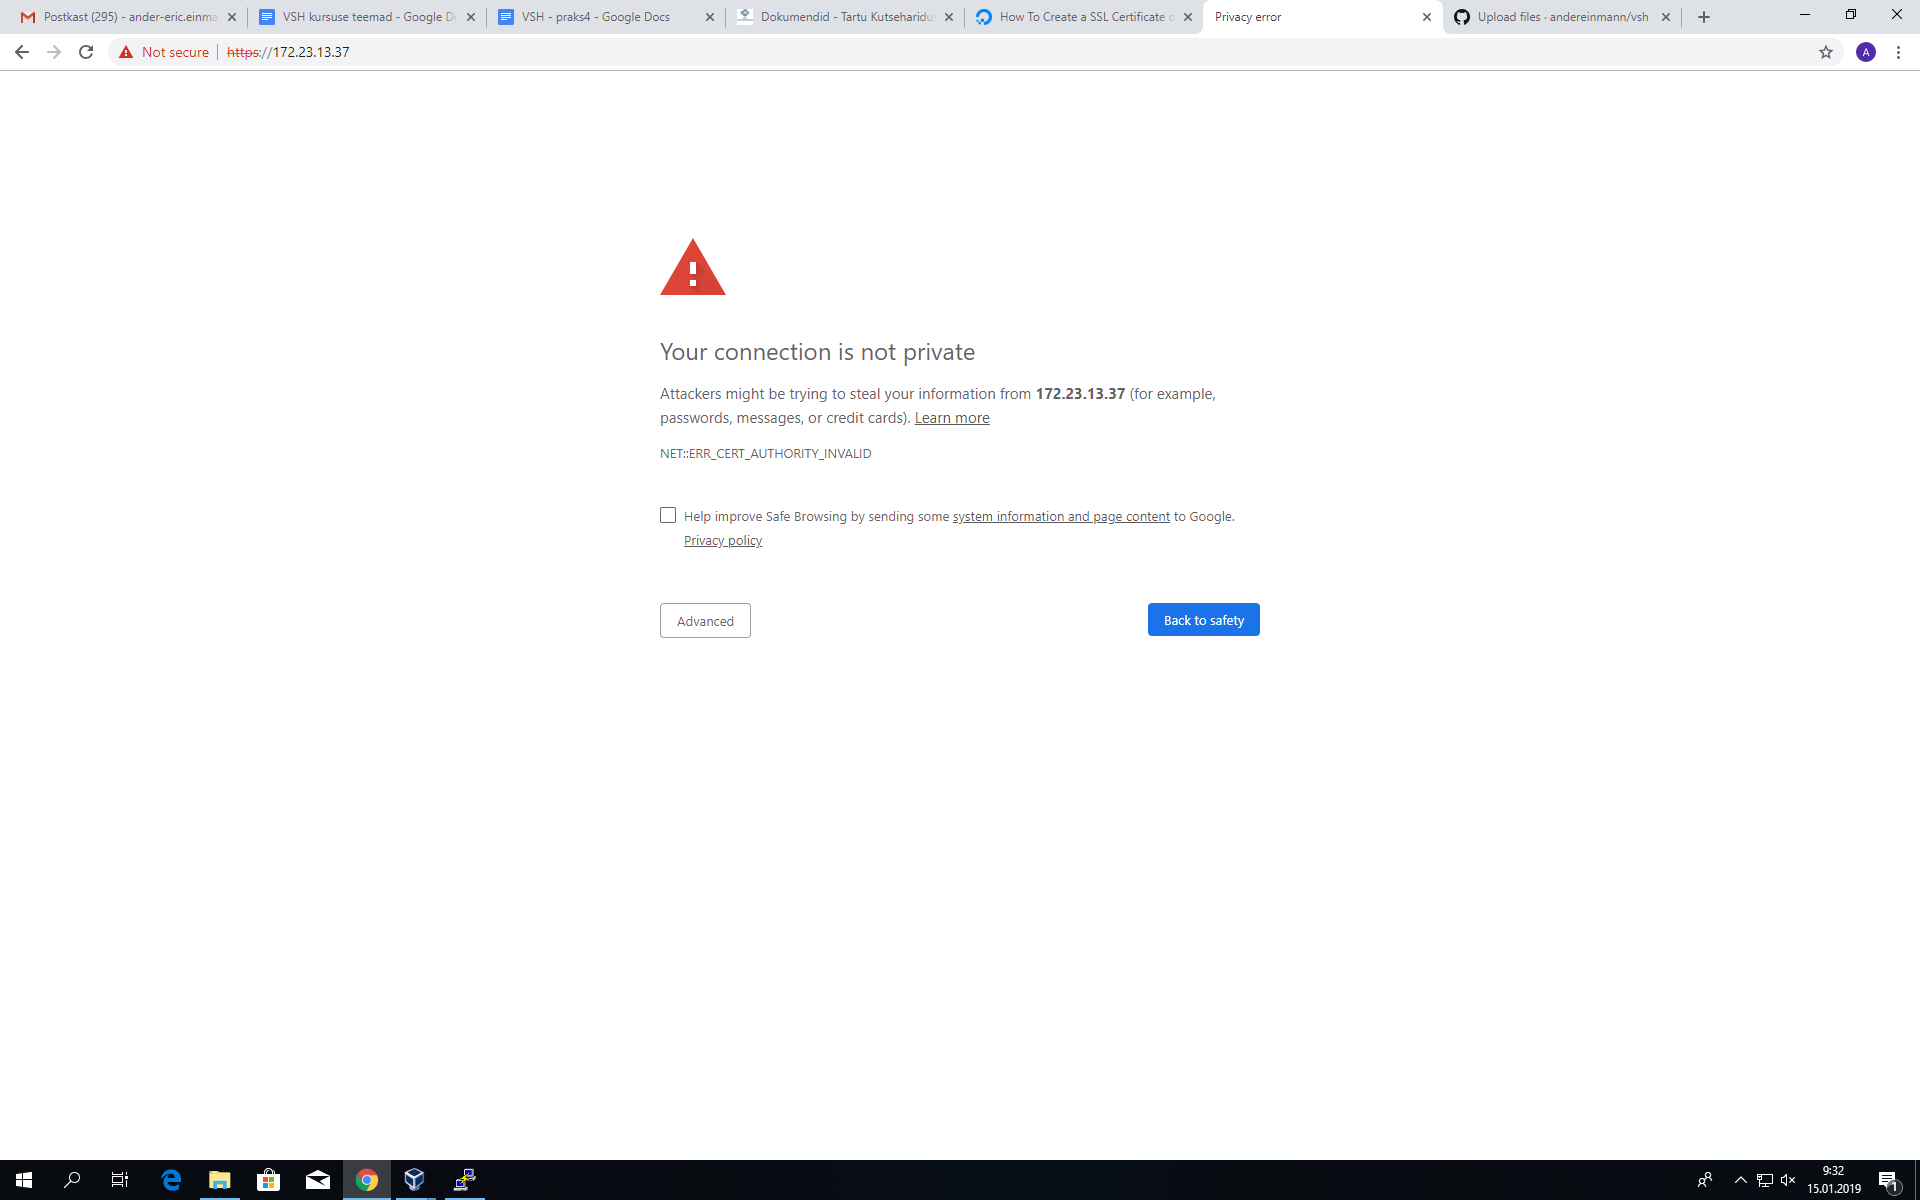 Postkast (295) - ander-eric.einma
VSH kursuse teemad - Google Do
VSH - praks4 - Google Docs
Dokumendid - Tartu Kutseharidus
How To Create a SSL Certificate o
Privacy error
Upload files · andereinmann/vsh
Not secure
https://172.23.13.37
A
Your connection is not private
Attackers might be trying to steal your information from 172.23.13.37 (for example,
passwords, messages, or credit cards). Learn more
NET::ERR_CERT_AUTHORITY_INVALID
Help improve Safe Browsing by sending some system information and page content to Google.
Privacy policy
Advanced
Back to safety
9:32
15.01.2019
1